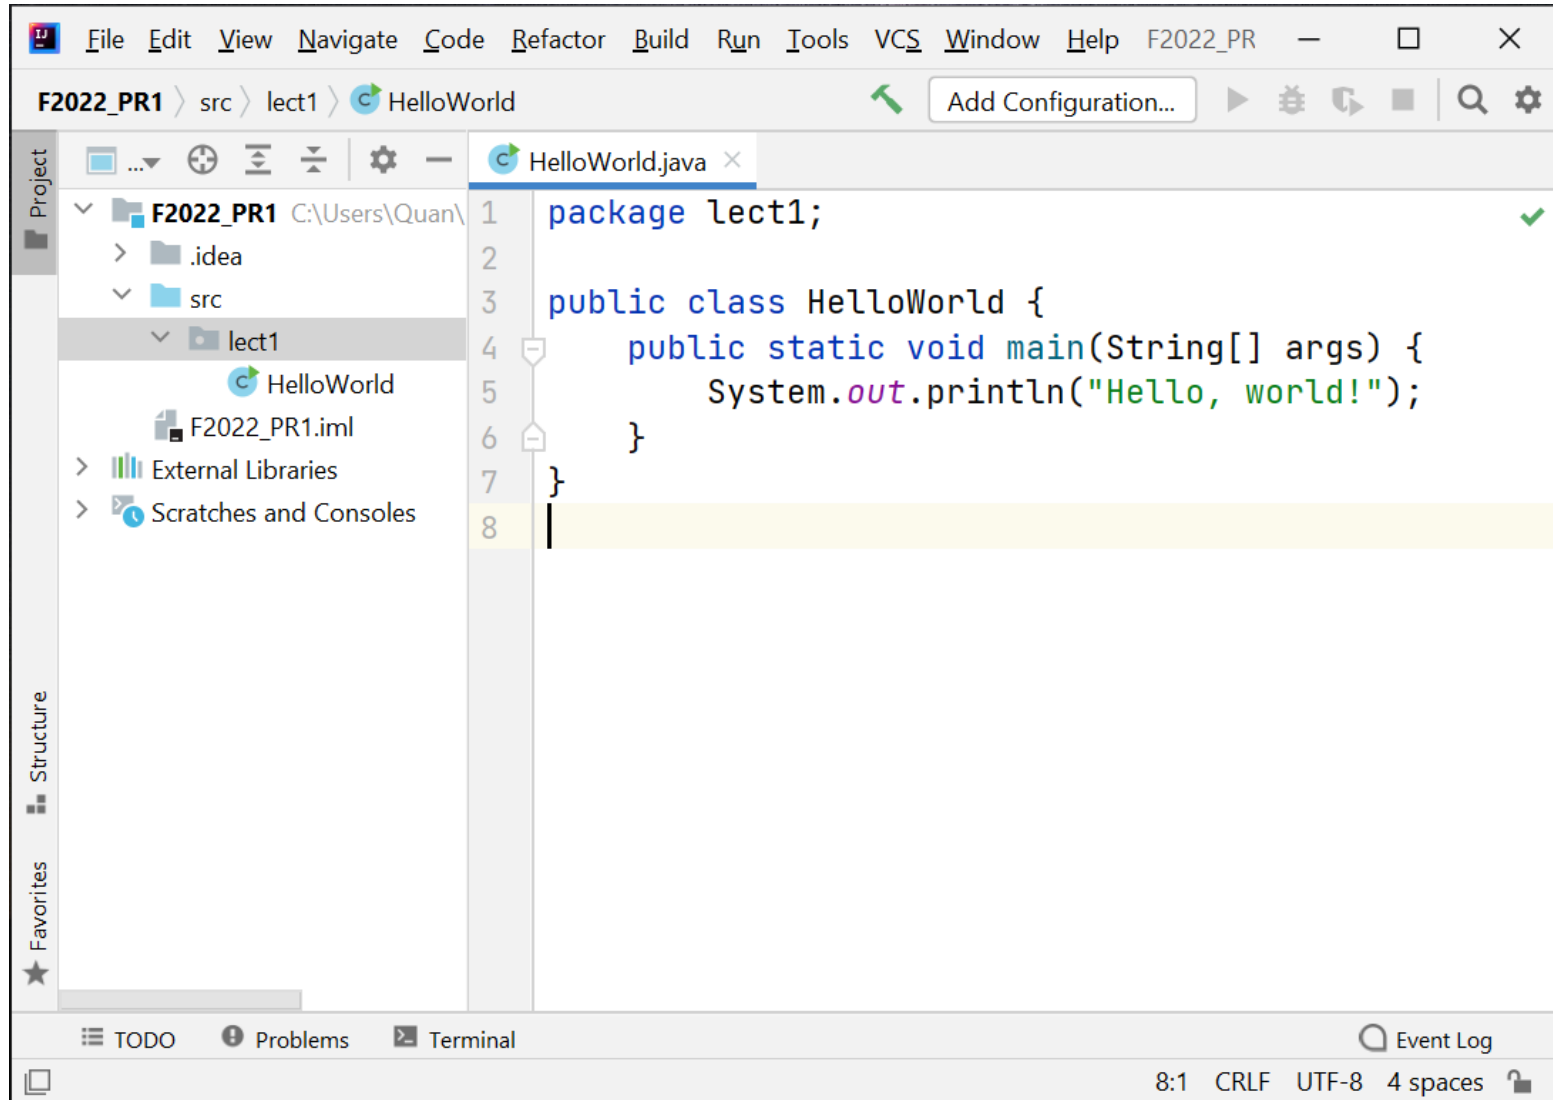 IJ File Edit View Navigate Code Refactor Build Run Tools VCS Window Help F2022_PR
F2022_PR1 src lect1 C HelloWorld Add Configuration...
Project
... C HelloWorld.java
F2022_PR1 C:\Users\Quan\
.idea
src
lect1
C HelloWorld
F2022_PR1.iml
External Libraries
Scratches and Consoles
1 package lect1;
2
3 public class HelloWorld {
4 public static void main(String[] args) {
5 System.out.println("Hello, world!");
6 }
7 }
8
Structure
Favorites
TODO Problems Terminal Event Log
8:1 CRLF UTF-8 4 spaces